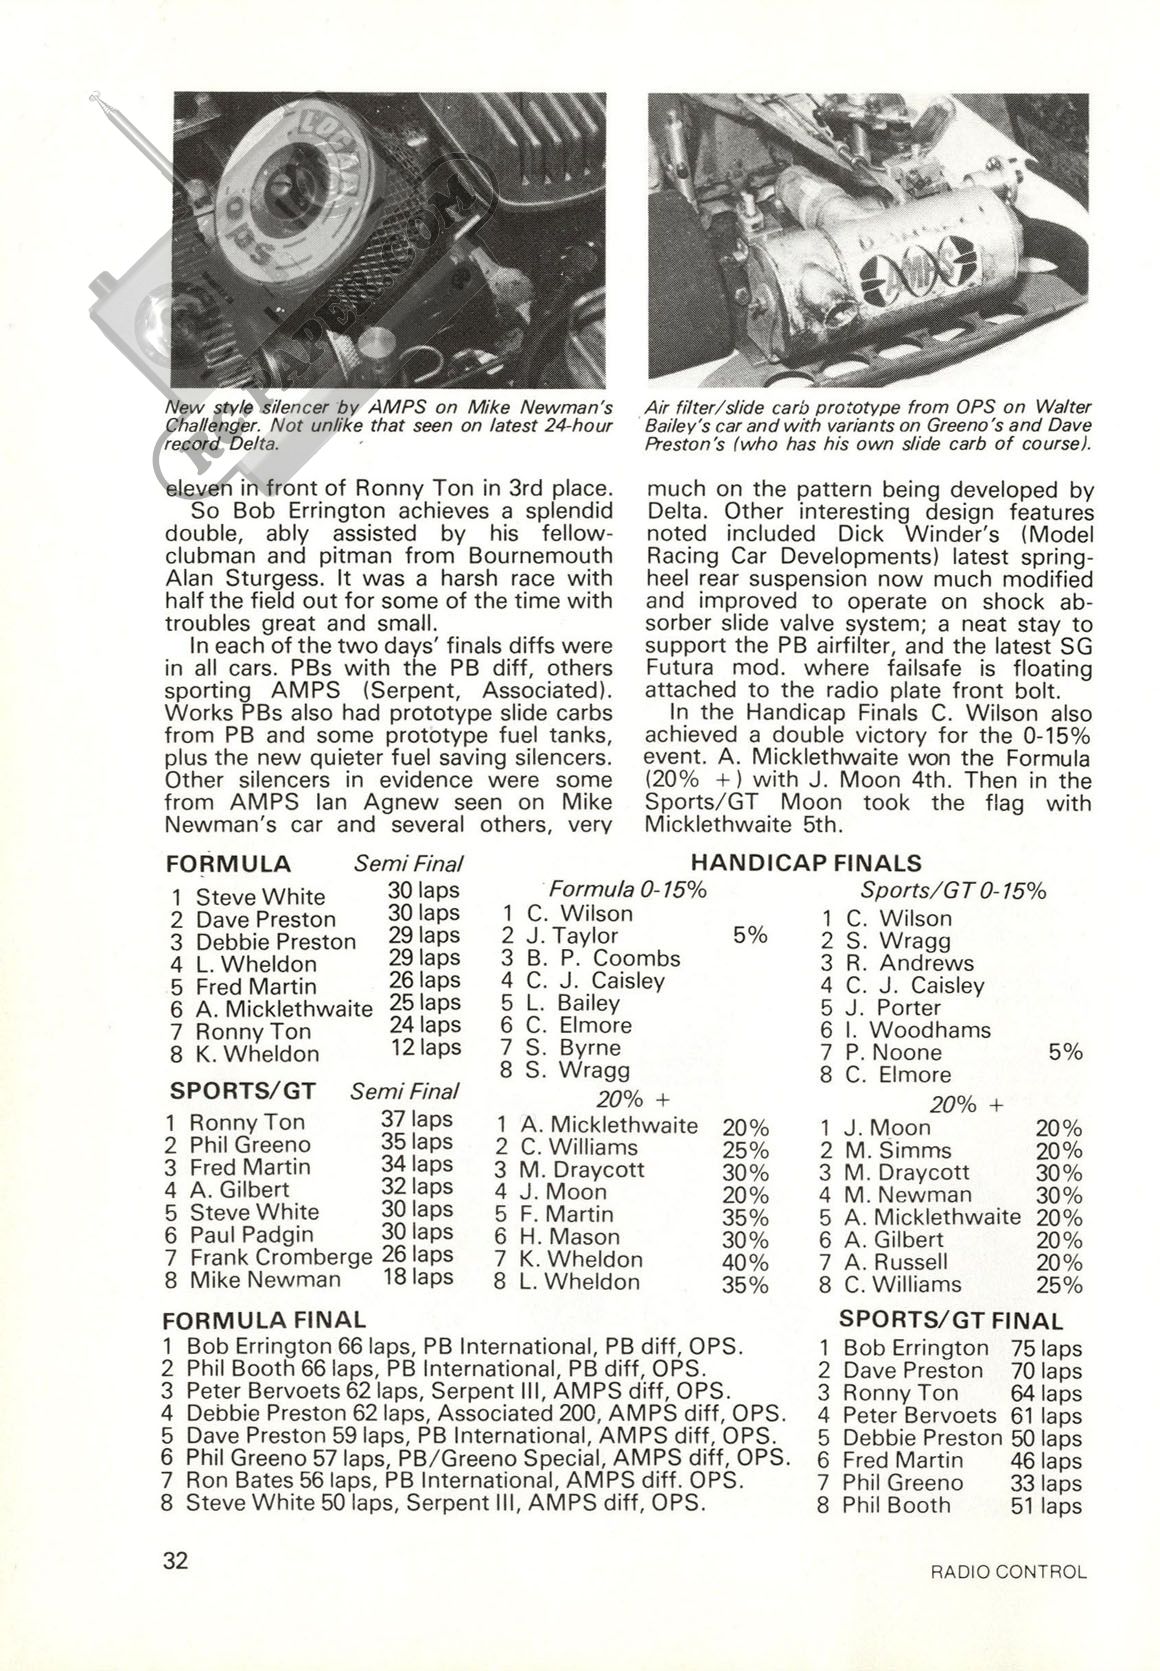 LOCTITE
OPS
RCPAPER.COM
AMPS
New style silencer by AMPS on Mike Newman's
Challenger. Not unlike that seen on latest 24-hour
record Delta.
Air filter/slide carb prototype from OPS on Walter
Bailey's car and with variants on Greeno's and Dave
Preston's (who has his own slide carb of course).
eleven in front of Ronny Ton in 3rd place.
So Bob Errington achieves a splendid
double, ably assisted by his fellow-
clubman and pitman from Bournemouth
Alan Sturgess. It was a harsh race with
half the field out for some of the time with
troubles great and small.
In each of the two days' finals diffs were
in all cars. PBs with the PB diff, others
sporting AMPS (Serpent, Associated).
Works PBs also had prototype slide carbs
from PB and some prototype fuel tanks,
plus the new quieter fuel saving silencers.
Other silencers in evidence were some
from AMPS Ian Agnew seen on Mike
Newman's car and several others, very
much on the pattern being developed by
Delta. Other interesting design features
noted included Dick Winder's (Model
Racing Car Developments) latest spring-
heel rear suspension now much modified
and improved to operate on shock ab-
sorber slide valve system; a neat stay to
support the PB airfilter, and the latest SG
Futura mod. where failsafe is floating
attached to the radio plate front bolt.
In the Handicap Finals C. Wilson also
achieved a double victory for the 0-15%
event. A. Micklethwaite won the Formula
(20% +) with J. Moon 4th. Then in the
Sports/GT Moon took the flag with
Micklethwaite 5th.
FORMULA Semi Final
1 Steve White 30 laps
2 Dave Preston 30 laps
3 Debbie Preston 29 laps
4 L. Wheldon 29 laps
5 Fred Martin 26 laps
6 A. Micklethwaite 25 laps
7 Ronny Ton 24 laps
8 K. Wheldon 12 laps
SPORTS/GT Semi Final
1 Ronny Ton 37 laps
2 Phil Greeno 35 laps
3 Fred Martin 34 laps
4 A. Gilbert 32 laps
5 Steve White 30 laps
6 Paul Padgin 30 laps
7 Frank Cromberge 26 laps
8 Mike Newman 18 laps
HANDICAP FINALS
Formula 0-15%
1 C. Wilson
2 J. Taylor 5%
3 B. P. Coombs
4 C. J. Caisley
5 L. Bailey
6 C. Elmore
7 S. Byrne
8 S. Wragg
20% +
1 A. Micklethwaite 20%
2 C. Williams 25%
3 M. Draycott 30%
4 J. Moon 20%
5 F. Martin 35%
6 H. Mason 30%
7 K. Wheldon 40%
8 L. Wheldon 35%
Sports/GT 0-15%
1 C. Wilson
2 S. Wragg
3 R. Andrews
4 C. J. Caisley
5 J. Porter
6 I. Woodhams
7 P. Noone 5%
8 C. Elmore
20% +
1 J. Moon 20%
2 M. Simms 20%
3 M. Draycott 30%
4 M. Newman 30%
5 A. Micklethwaite 20%
6 A. Gilbert 20%
7 A. Russell 20%
8 C. Williams 25%
FORMULA FINAL
1 Bob Errington 66 laps, PB International, PB diff, OPS.
2 Phil Booth 66 laps, PB International, PB diff, OPS.
3 Peter Bervoets 62 laps, Serpent III, AMPS diff, OPS.
4 Debbie Preston 62 laps, Associated 200, AMPS diff, OPS.
5 Dave Preston 59 laps, PB International, AMPS diff, OPS.
6 Phil Greeno 57 laps, PB/Greeno Special, AMPS diff, OPS.
7 Ron Bates 56 laps, PB International, AMPS diff. OPS.
8 Steve White 50 laps, Serpent III, AMPS diff, OPS.
SPORTS/GT FINAL
1 Bob Errington 75 laps
2 Dave Preston 70 laps
3 Ronny Ton 64 laps
4 Peter Bervoets 61 laps
5 Debbie Preston 50 laps
6 Fred Martin 46 laps
7 Phil Greeno 33 laps
8 Phil Booth 51 laps
32
RADIO CONTROL